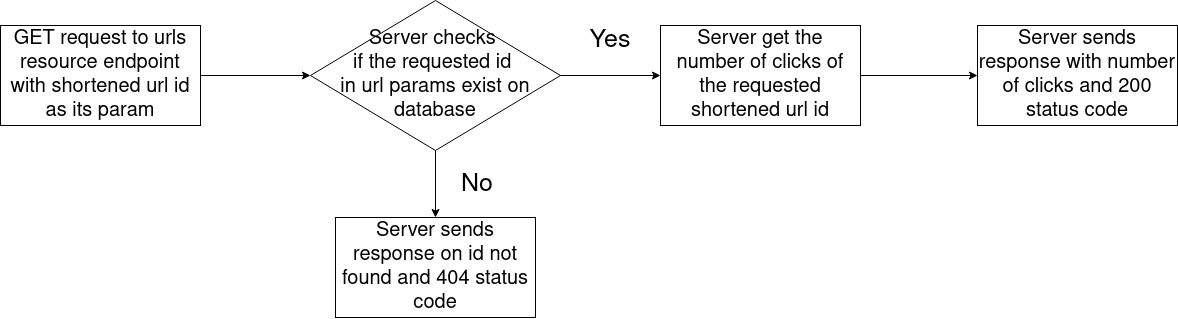 GET request to urls
resource endpoint
with shortened url id
as its param
Server checks
if the requested id
in url params exist on
database
Yes
Server get the
number of clicks of
the requested
shortened url id
Server sends
response with number
of clicks and 200
status code
No
Server sends
response on id not
found and 404 status
code